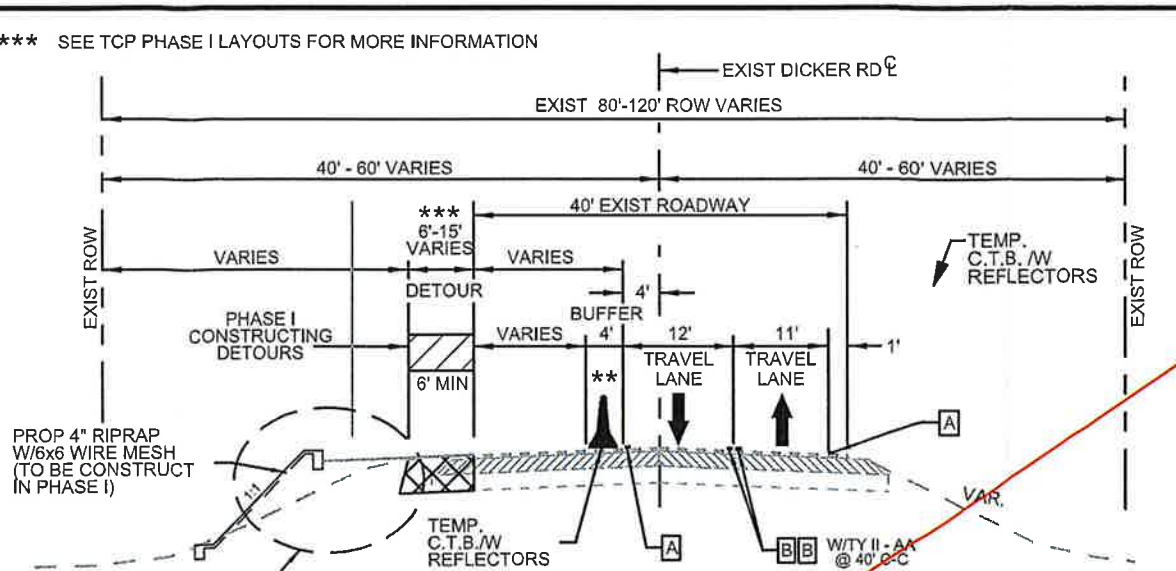 *** SEE TCP PHASE I LAYOUTS FOR MORE INFORMATION
EXIST DICKER RD ℄
EXIST 80'-120' ROW VARIES
40' - 60' VARIES
40' - 60' VARIES
***
6'-15'
VARIES
40' EXIST ROADWAY
EXIST ROW
VARIES
VARIES
DETOUR
4'
BUFFER
TEMP.
C.T.B. /W
REFLECTORS
EXIST ROW
PHASE I
CONSTRUCTING
DETOURS
6' MIN
VARIES
4'
**
12'
TRAVEL
LANE
11'
TRAVEL
LANE
1'
A
PROP 4" RIPRAP
W/6x6 WIRE MESH
(TO BE CONSTRUCT
IN PHASE I)
1:1
VAR.
TEMP.
C.T.B./W
REFLECTORS
A
B B
W/TY II - AA
@ 40' C-C